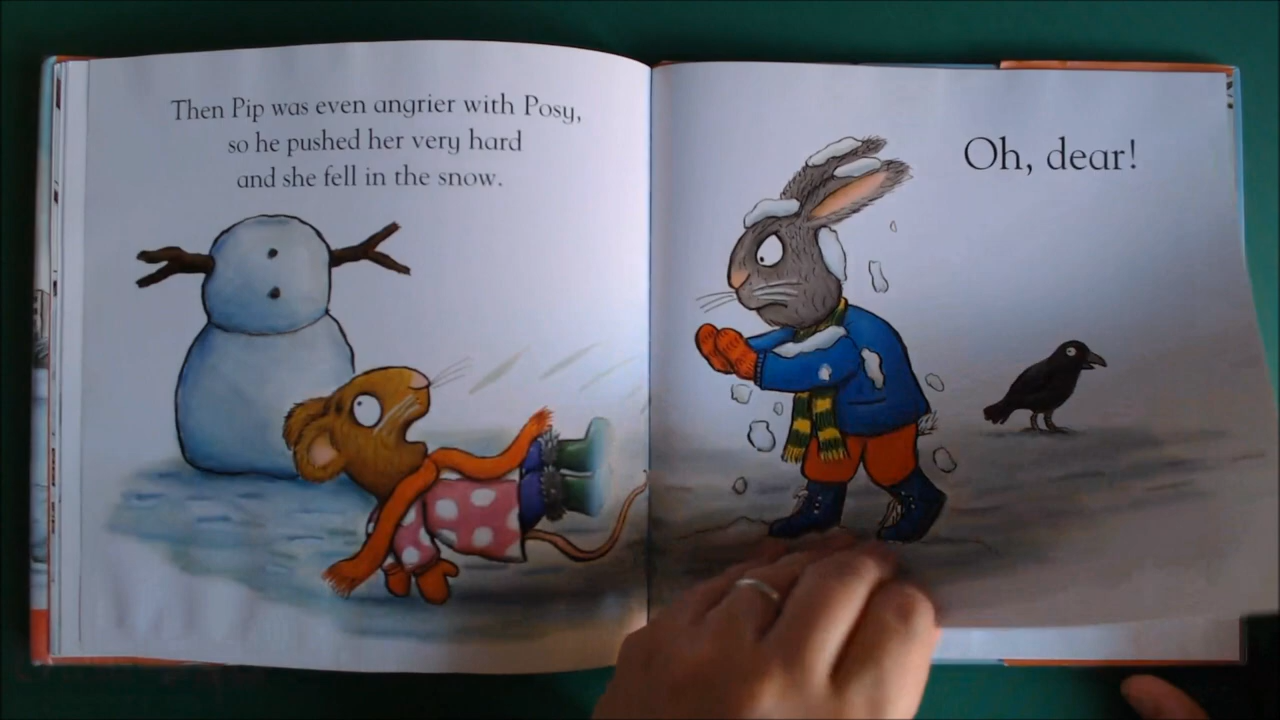 Then Pip was even angrier with Posy,
so he pushed her very hard
and she fell in the snow.
Oh, dear!